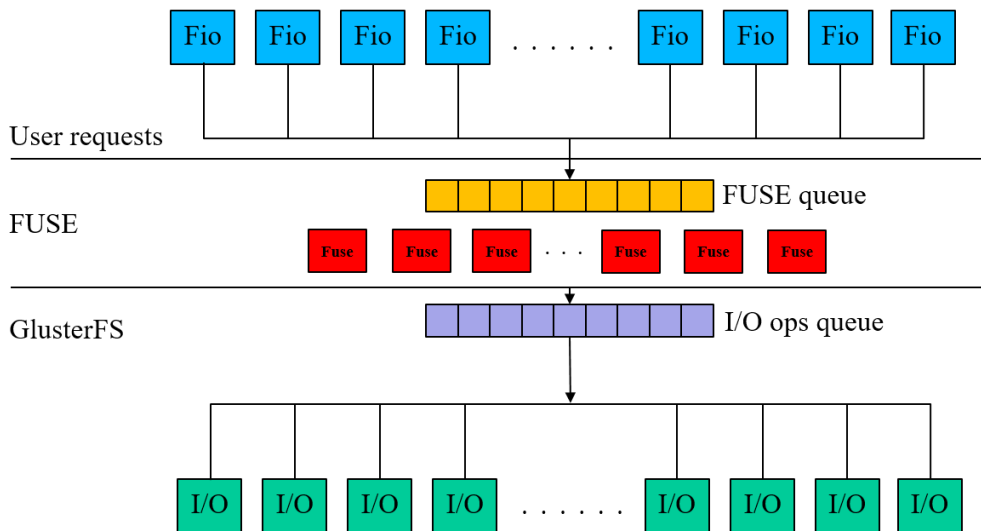 Fio Fio Fio Fio . . . . . . Fio Fio Fio Fio
User requests
FUSE queue
FUSE
Fuse Fuse Fuse . . . Fuse Fuse Fuse
GlusterFS
I/O ops queue
I/O I/O I/O I/O . . . . . . I/O I/O I/O I/O